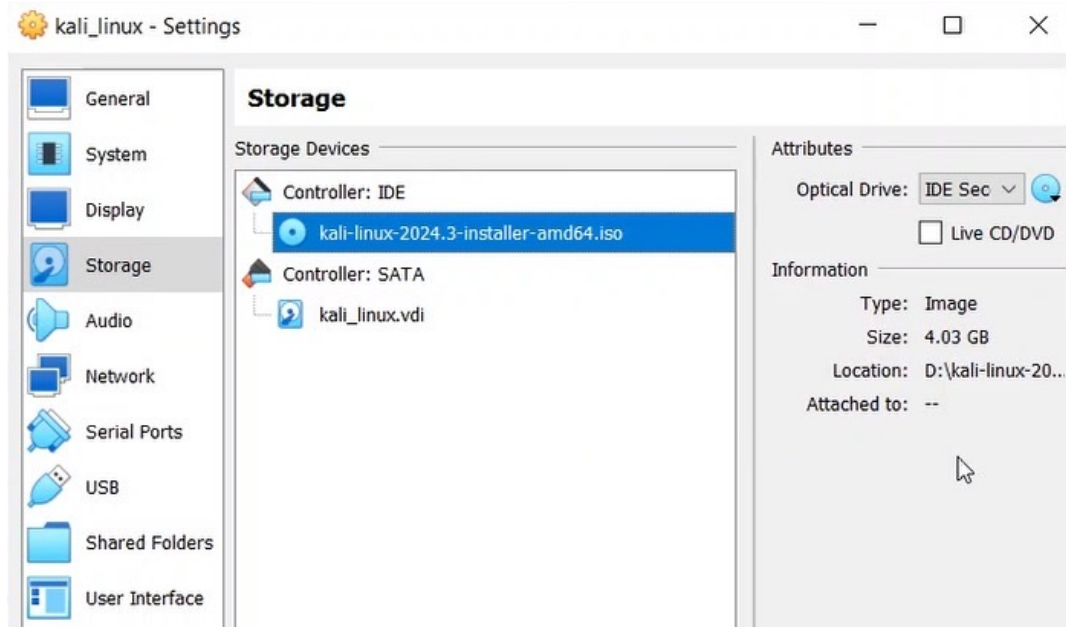 kali_linux - Settings
General
System
Display
Storage
Audio
Network
Serial Ports
USB
Shared Folders
User Interface
Storage
Storage Devices
Controller: IDE
kali-linux-2024.3-installer-amd64.iso
Controller: SATA
kali_linux.vdi
Attributes
Optical Drive: IDE Sec
Live CD/DVD
Information
Type: Image
Size: 4.03 GB
Location: D:\kali-linux-20...
Attached to: --